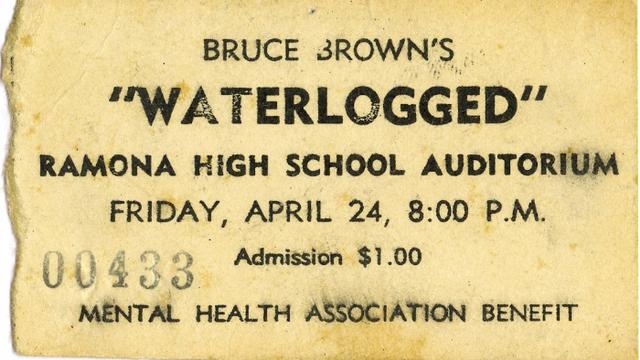 BRUCE BROWN'S
"WATERLOGGED"
RAMONA HIGH SCHOOL AUDITORIUM
FRIDAY, APRIL 24, 8:00 P.M.
Admission $1.00
00433
MENTAL HEALTH ASSOCIATION BENEFIT